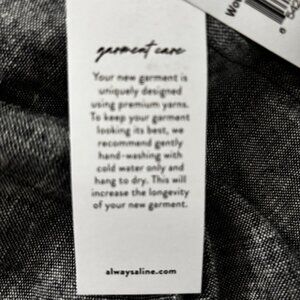 garment care
Your new garment is
uniquely designed
using premium yarns.
To keep your garment
looking its best, we
recommend gently
hand-washing with
cold water only and
hang to dry. This will
increase the longevity
of your new garment.
alwaysaline.com